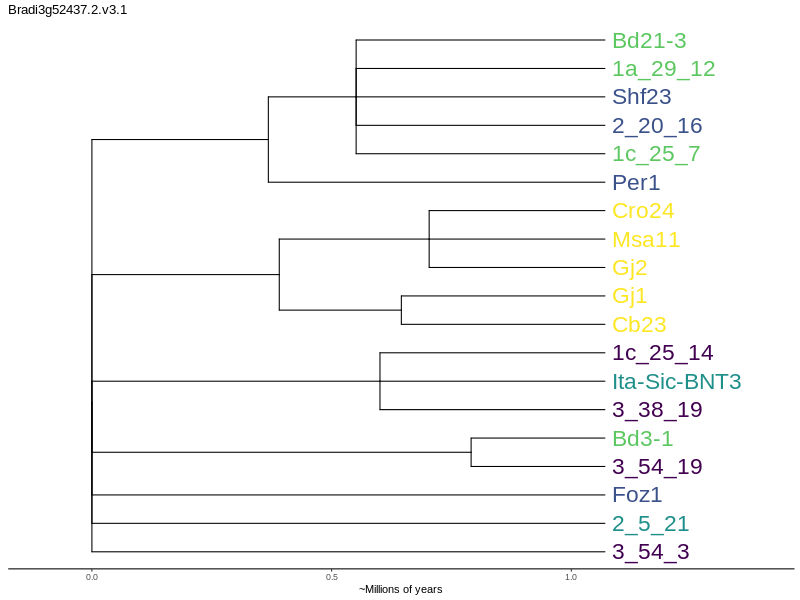 Bradi3g52437.2.v3.1
Bd21-3
1a_29_12
Shf23
2_20_16
1c_25_7
Per1
Cro24
Msa11
Gj2
Gj1
Cb23
1c_25_14
Ita-Sic-BNT3
3_38_19
Bd3-1
3_54_19
Foz1
2_5_21
3_54_3
0.0 0.5 1.0
~Millions of years